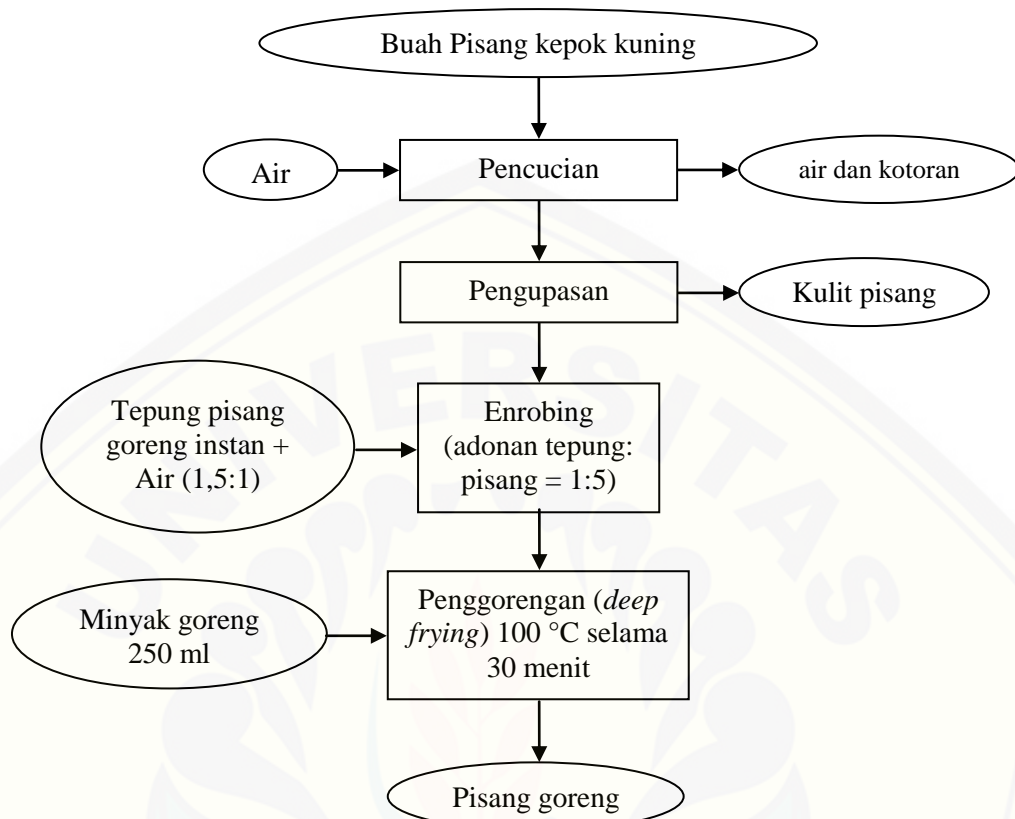 Buah Pisang kepok kuning
Air
Pencucian
air dan kotoran
Pengupasan
Kulit pisang
Tepung pisang
goreng instan +
Air (1,5:1)
Enrobing
(adonan tepung:
pisang = 1:5)
Minyak goreng
250 ml
Penggorengan (deep
frying) 100 °C selama
30 menit
Pisang goreng
UNIVERSITAS